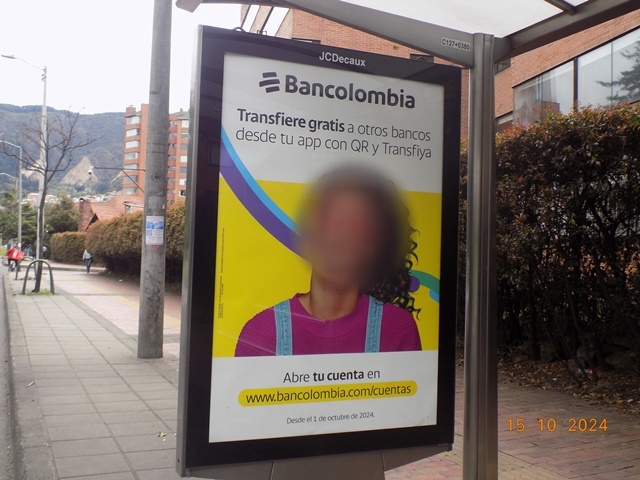 JCDecaux
C127+0380
Bancolombia
Transfiere gratis a otros bancos
desde tu app con QR y Transfiya
Abre tu cuenta en
www.bancolombia.com/cuentas
Desde el 1 de octubre de 2024.
15 10 2024